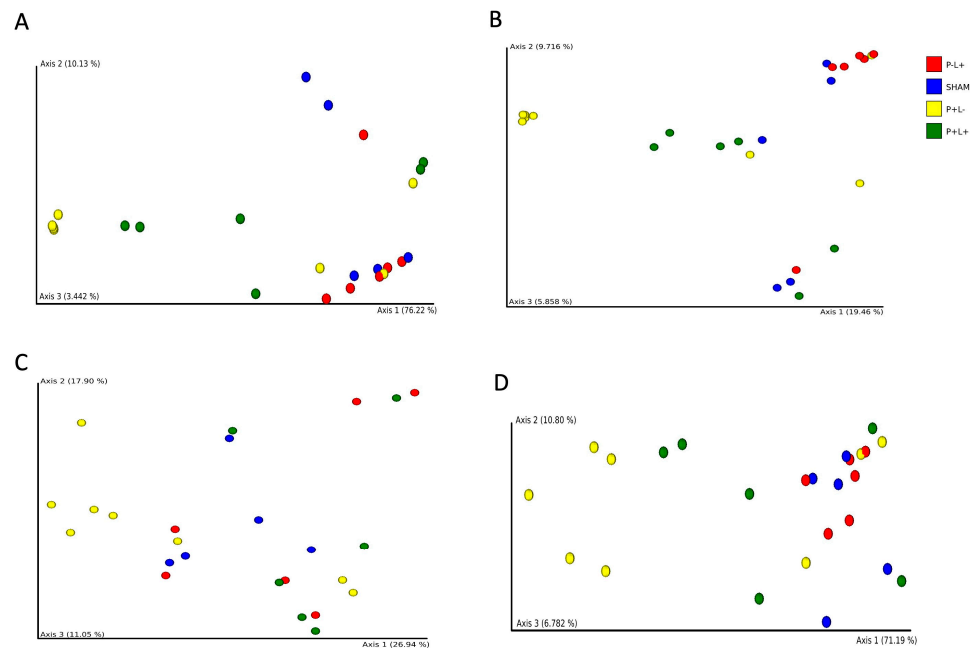 A
B
Axis 2 (10.13 %)
Axis 3 (3.442 %)
Axis 1 (76.22 %)
Axis 2 (9.716 %)
Axis 3 (5.858 %)
Axis 1 (19.46 %)
P-L+
SHAM
P+L-
P+L+
C
D
Axis 2 (17.90 %)
Axis 3 (11.05 %)
Axis 1 (26.94 %)
Axis 2 (10.80 %)
Axis 3 (6.782 %)
Axis 1 (71.19 %)